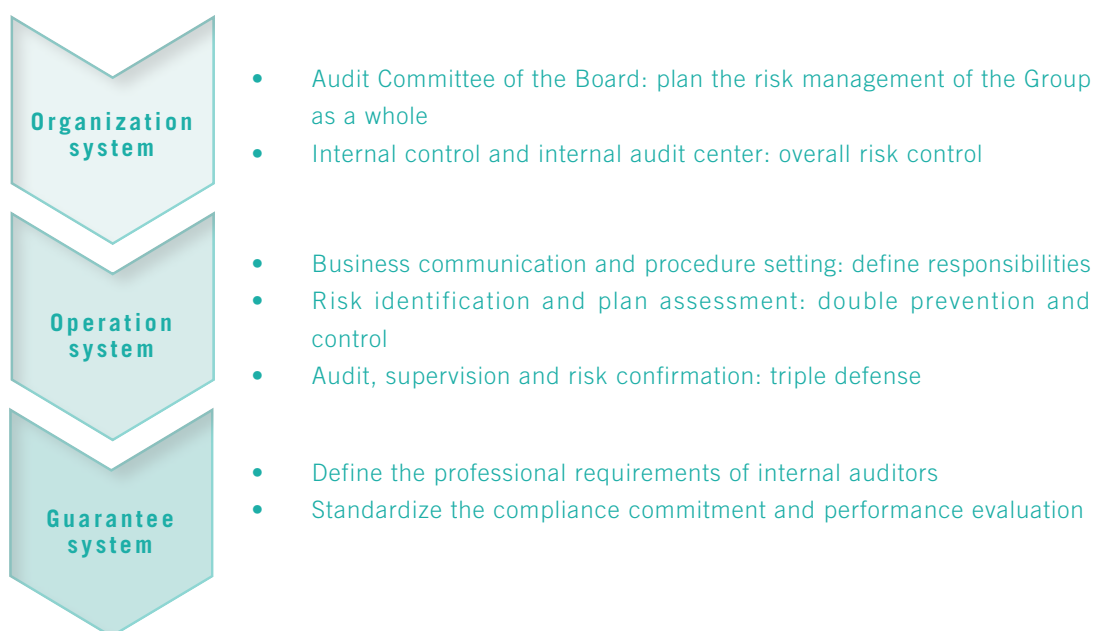 Organization
system
• Audit Committee of the Board: plan the risk management of the Group
as a whole
• Internal control and internal audit center: overall risk control
Operation
system
• Business communication and procedure setting: define responsibilities
• Risk identification and plan assessment: double prevention and
control
• Audit, supervision and risk confirmation: triple defense
Guarantee
system
• Define the professional requirements of internal auditors
• Standardize the compliance commitment and performance evaluation